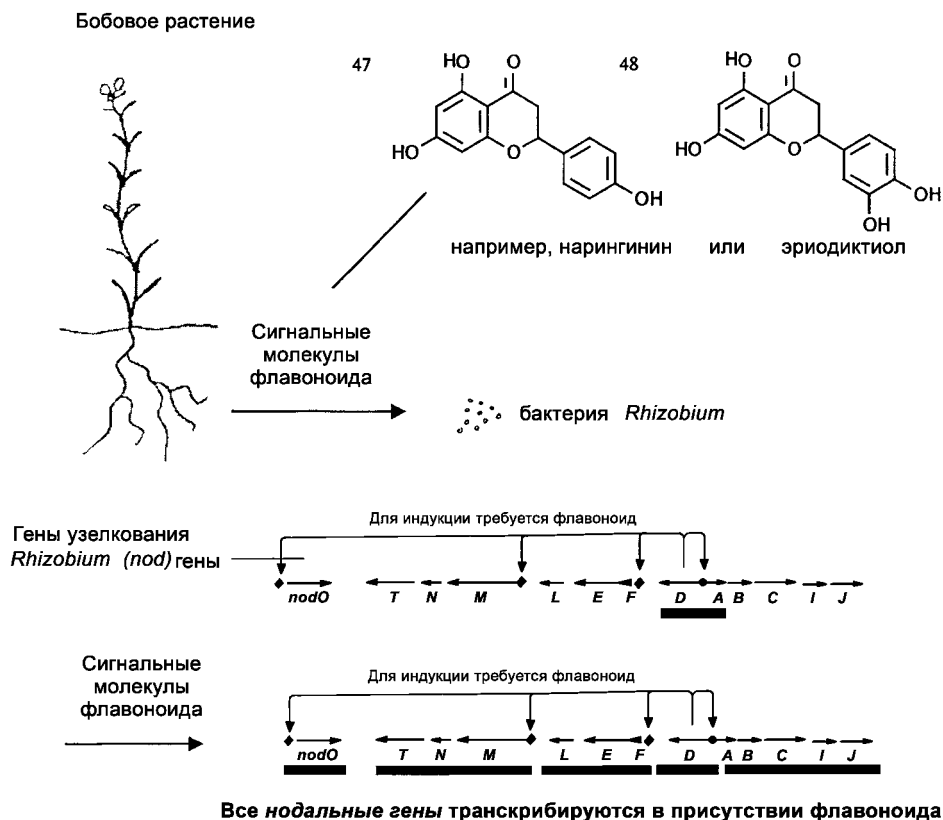 Бобовое растение
47
48
OH
O
HO
O
OH
HO
O
HO
O
OH
OH
например, нарингинин или эриодиктиол
Сигнальные
молекулы
флавоноида
бактерия Rhizobium
Для индукции требуется флавоноид
Гены узелкования
Rhizobium (nod) гены
nodO T N M L E F D A B C I J
Сигнальные
молекулы
флавоноида
Для индукции требуется флавоноид
nodO T N M L E F D A B C I J
Все нодальные гены транскрибируются в присутствии флавоноида